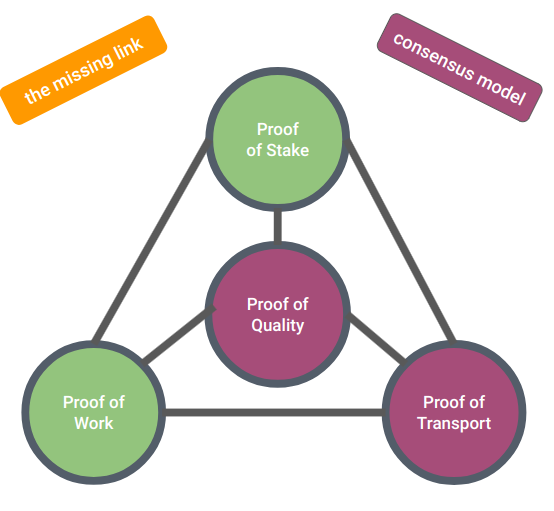 the missing link
consensus model
Proof
of Stake
Proof of
Quality
Proof of
Work
Proof of
Transport